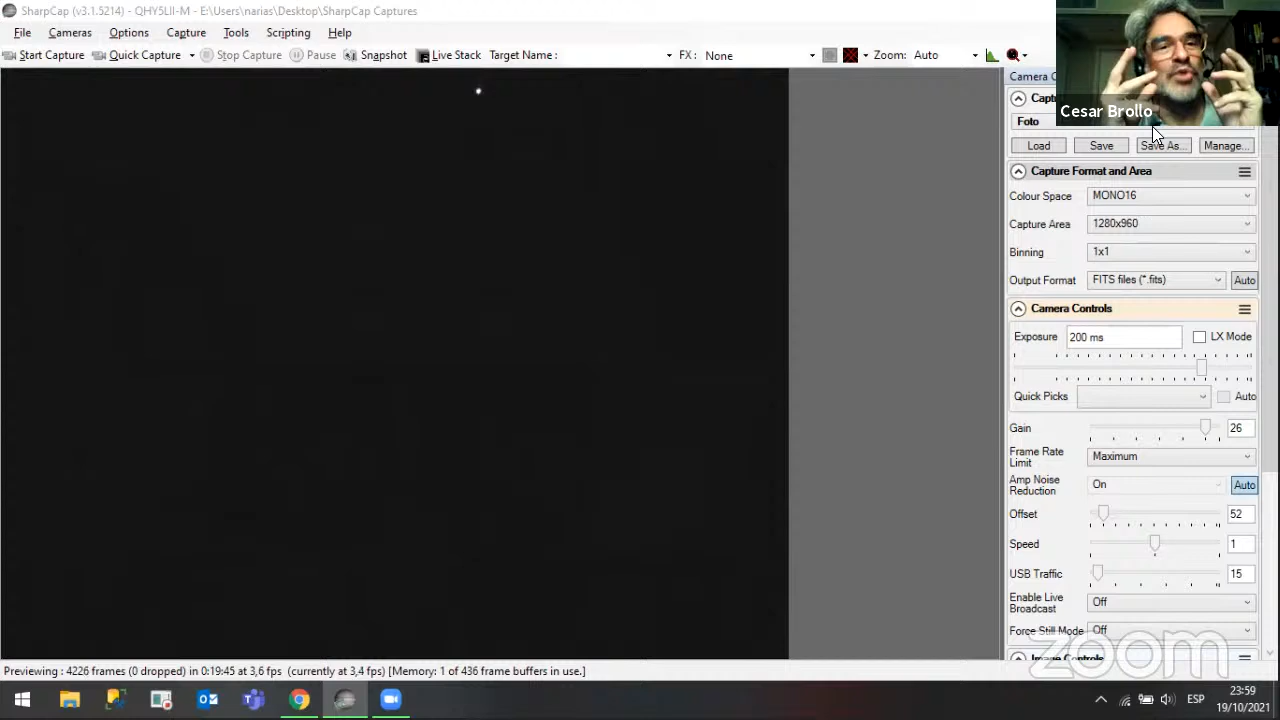 SharpCap (v3.1.5214) - QHY5LII-M - E:\Users\narias\Desktop\SharpCap Captures
File Cameras Options Capture Tools Scripting Help
Start Capture Quick Capture Stop Capture Pause Snapshot Live Stack Target Name : FX : None Zoom: Auto
Camera C
Cesar Brollo
Foto
Load Save Save As... Manage...
Capture Format and Area
Colour Space MONO16
Capture Area 1280x960
Binning 1x1
Output Format FITS files (*.fits) Auto
Camera Controls
Exposure 200 ms LX Mode
Quick Picks Auto
Gain 26
Frame Rate Limit Maximum
Amp Noise Reduction On Auto
Offset 52
Speed 1
USB Traffic 15
Enable Live Broadcast Off
Force Still Mode Off
zoom
Image Controls
Previewing : 4226 frames (0 dropped) in 0:19:45 at 3,6 fps (currently at 3,4 fps) [Memory: 1 of 436 frame buffers in use.]
ESP
23:59
19/10/2021